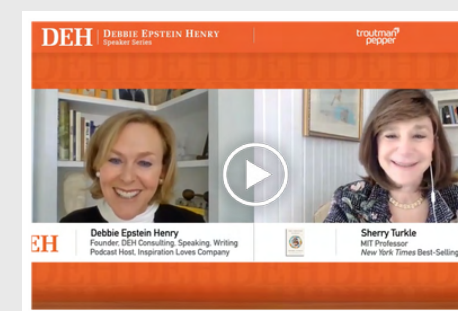 DEH
DEBBIE EPSTEIN HENRY
Speaker Series
troutman
pepper
EH
Debbie Epstein Henry
Founder, DEH Consulting, Speaking, Writing
Podcast Host, Inspiration Loves Company
Sherry Turkle
MIT Professor
New York Times Best-Selling